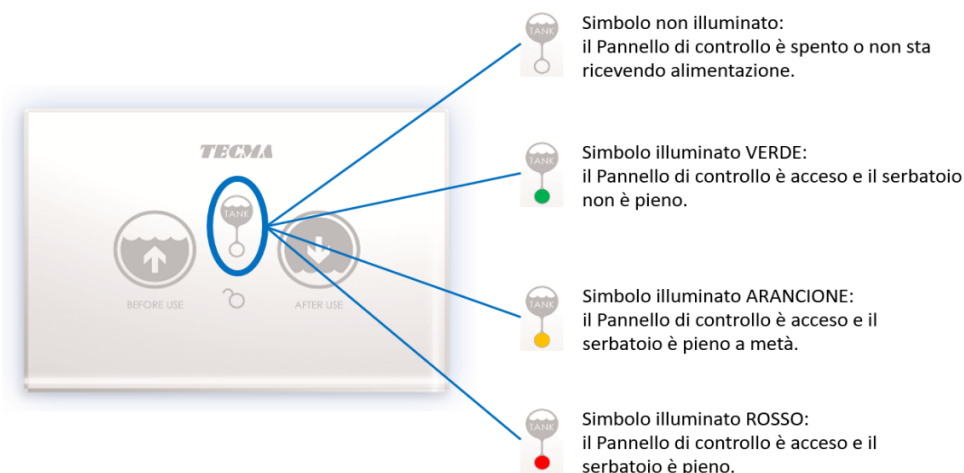 Simbolo non illuminato:
il Pannello di controllo è spento o non sta
ricevendo alimentazione.
TANK
TECMA
TANK
BEFORE USE
AFTER USE
Simbolo illuminato VERDE:
il Pannello di controllo è acceso e il serbatoio
non è pieno.
TANK
Simbolo illuminato ARANCIONE:
il Pannello di controllo è acceso e il
serbatoio è pieno a metà.
TANK
Simbolo illuminato ROSSO:
il Pannello di controllo è acceso e il
serbatoio è pieno.
TANK